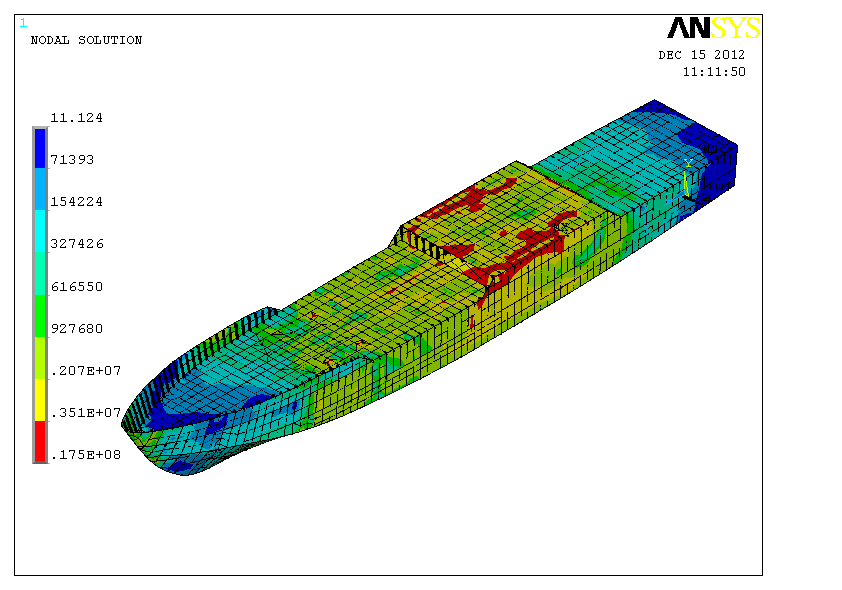 1
NODAL SOLUTION
ANSYS
DEC 15 2012
11:11:50
11.124
71393
154224
327426
616550
927680
.207E+07
.351E+07
.175E+08
Y